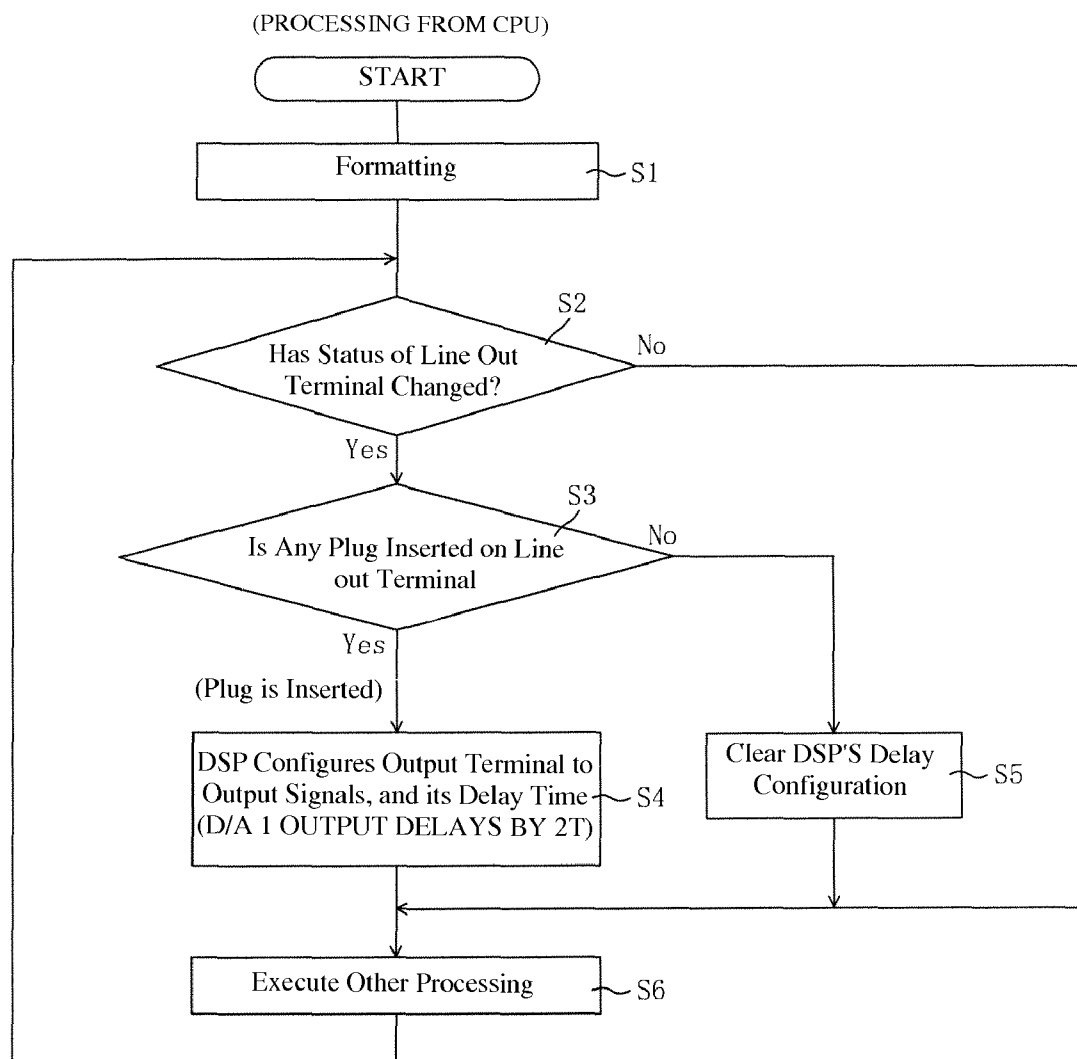 (PROCESSING FROM CPU)
START
Formatting
S1
S2
Has Status of Line Out
Terminal Changed?
No
Yes
S3
Is Any Plug Inserted on Line
out Terminal
No
Yes
(Plug is Inserted)
DSP Configures Output Terminal to
Output Signals, and its Delay Time
(D/A 1 OUTPUT DELAYS BY 2T)
S4
Clear DSP'S Delay
Configuration
S5
Execute Other Processing
S6